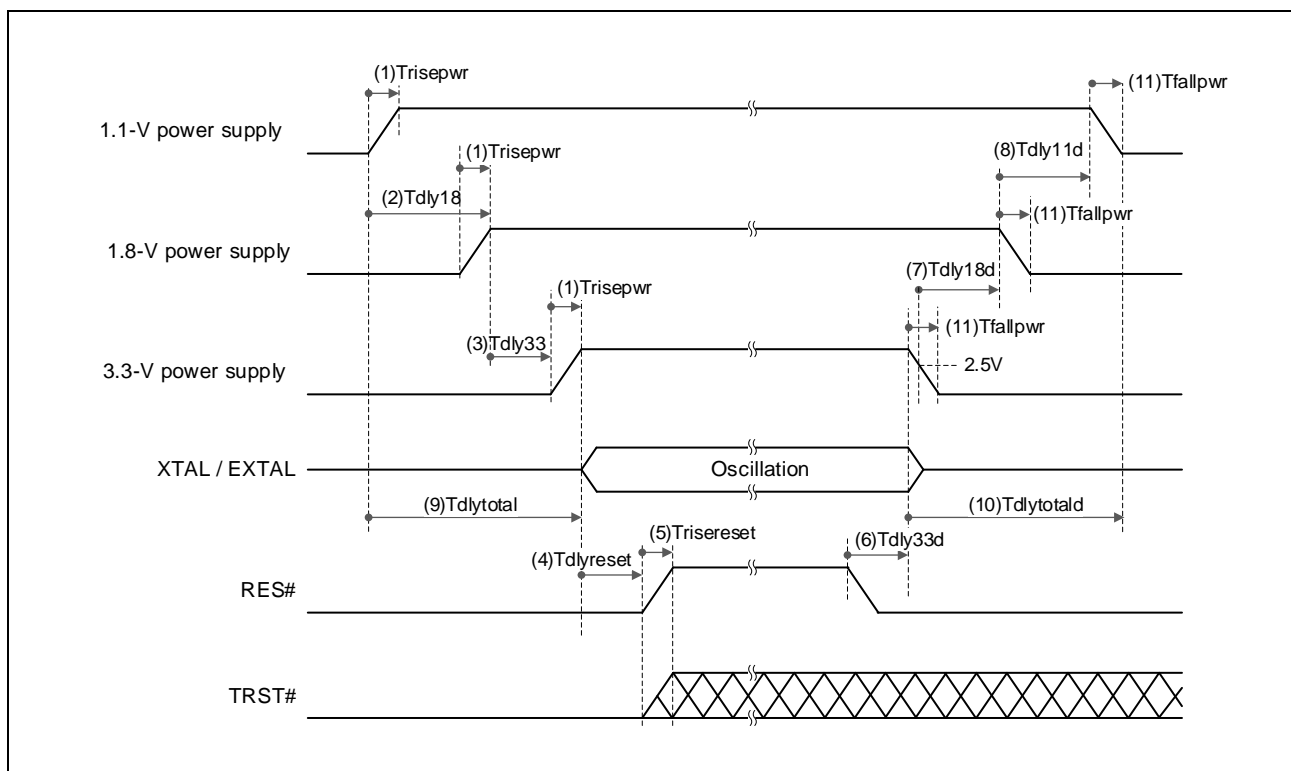 (1)Trisepwr
(11)Tfallpwr
1.1-V power supply
(1)Trisepwr
(8)Tdly11d
(2)Tdly18
(11)Tfallpwr
1.8-V power supply
(7)Tdly18d
(1)Trisepwr
(11)Tfallpwr
(3)Tdly33
3.3-V power supply
2.5V
XTAL / EXTAL
Oscillation
(9)Tdlytotal
(10)Tdlytotald
(5)Trisereset
(6)Tdly33d
(4)Tdlyreset
RES#
TRST#